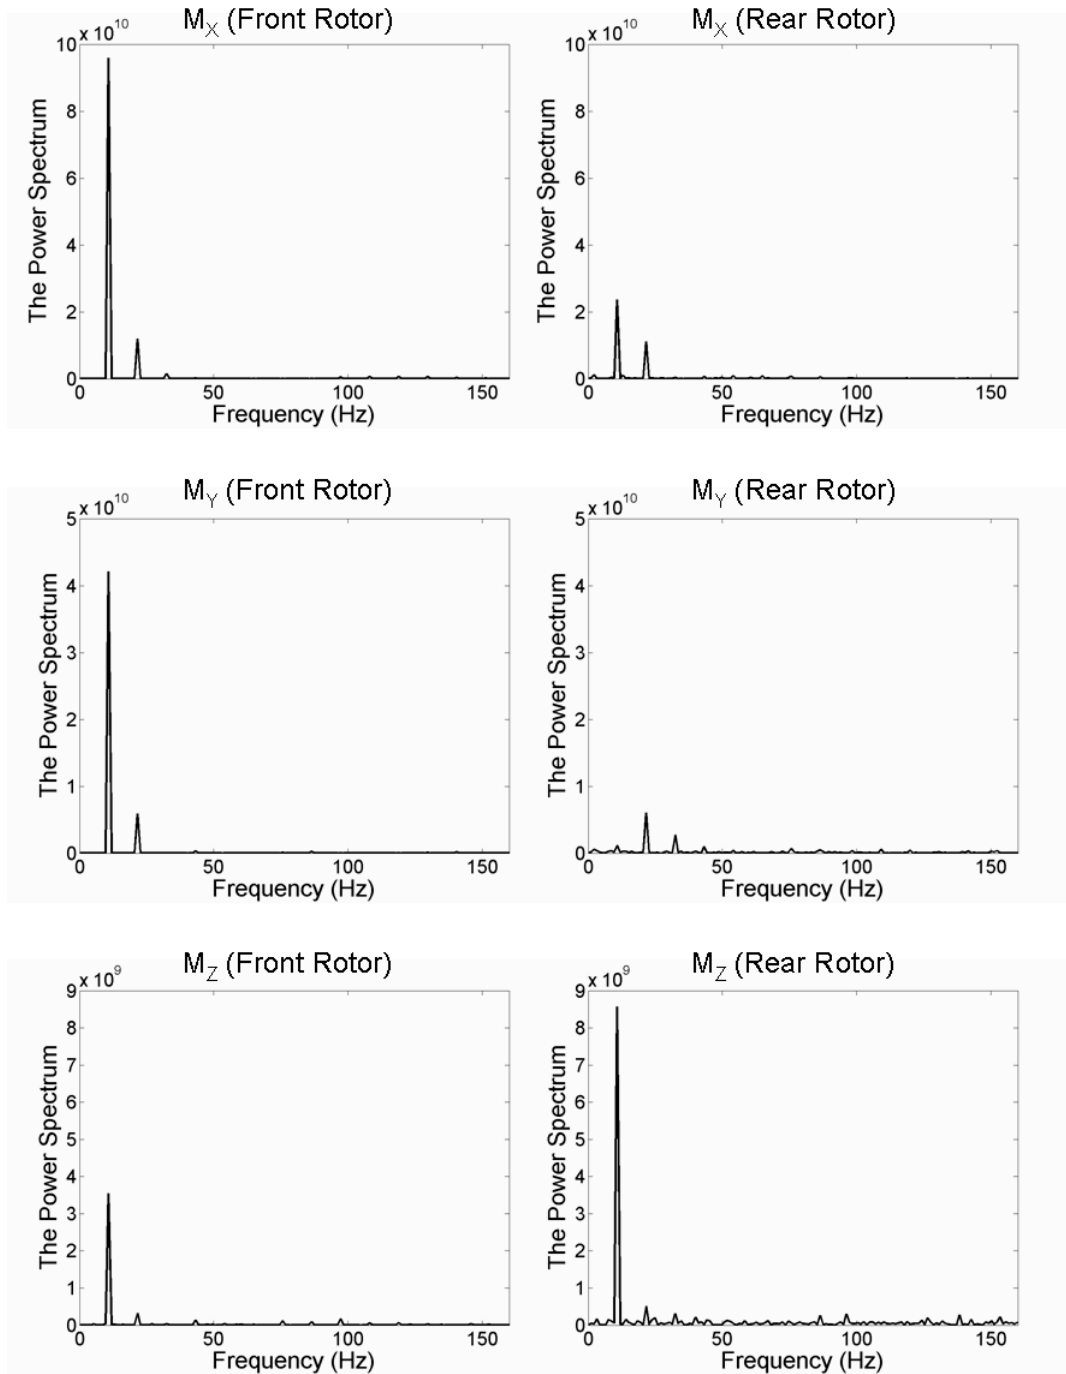 M_X (Front Rotor)
x 10^10
10
8
6
4
2
0
The Power Spectrum
0 50 100 150
Frequency (Hz)
M_X (Rear Rotor)
x 10^10
10
8
6
4
2
0
The Power Spectrum
0 50 100 150
Frequency (Hz)
M_Y (Front Rotor)
x 10^10
5
4
3
2
1
0
The Power Spectrum
0 50 100 150
Frequency (Hz)
M_Y (Rear Rotor)
x 10^10
5
4
3
2
1
0
The Power Spectrum
0 50 100 150
Frequency (Hz)
M_Z (Front Rotor)
x 10^9
9
8
7
6
5
4
3
2
1
0
The Power Spectrum
0 50 100 150
Frequency (Hz)
M_Z (Rear Rotor)
x 10^9
9
8
7
6
5
4
3
2
1
0
The Power Spectrum
0 50 100 150
Frequency (Hz)